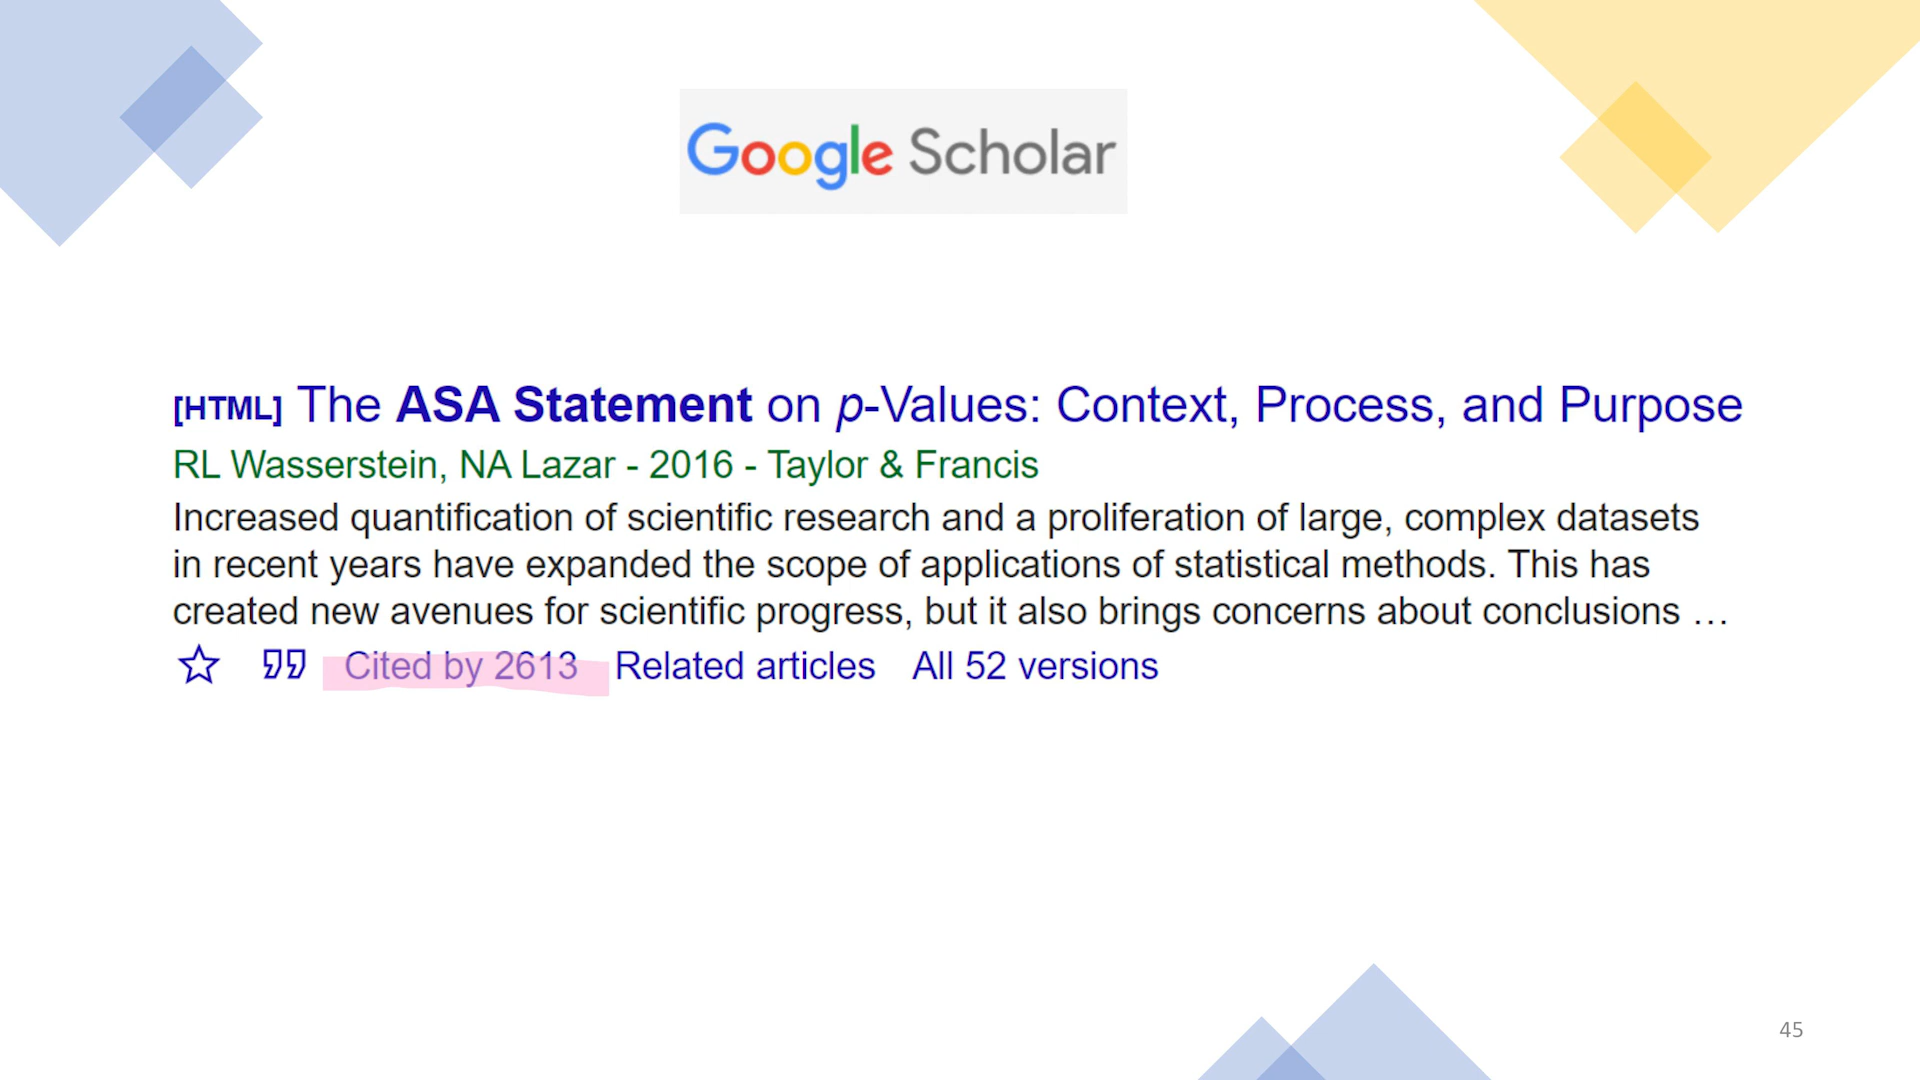 Google Scholar
[HTML] The ASA Statement on p-Values: Context, Process, and Purpose
RL Wasserstein, NA Lazar - 2016 - Taylor & Francis
Increased quantification of scientific research and a proliferation of large, complex datasets
in recent years have expanded the scope of applications of statistical methods. This has
created new avenues for scientific progress, but it also brings concerns about conclusions …
Cited by 2613 Related articles All 52 versions
45